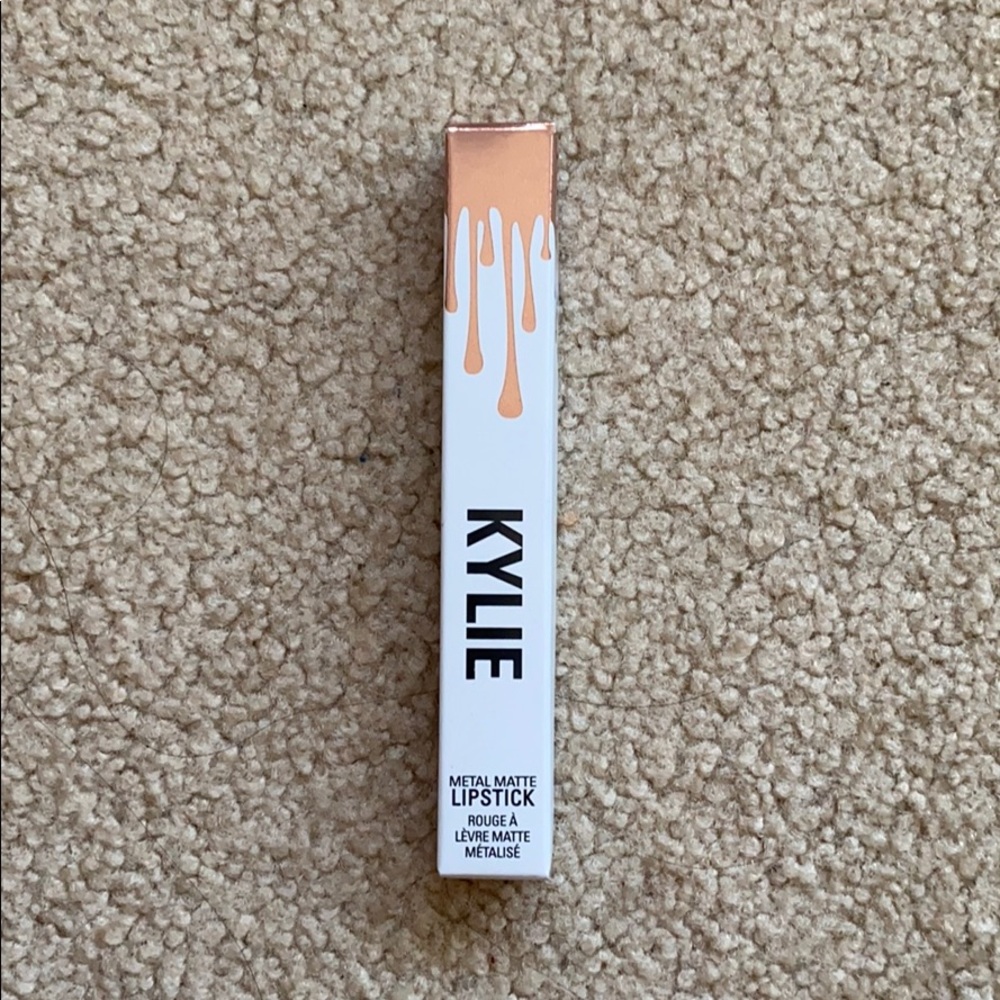 KYLIE
METAL MATTE
LIPSTICK
ROUGE À
LÈVRE MATTE
MÉTALISÉ